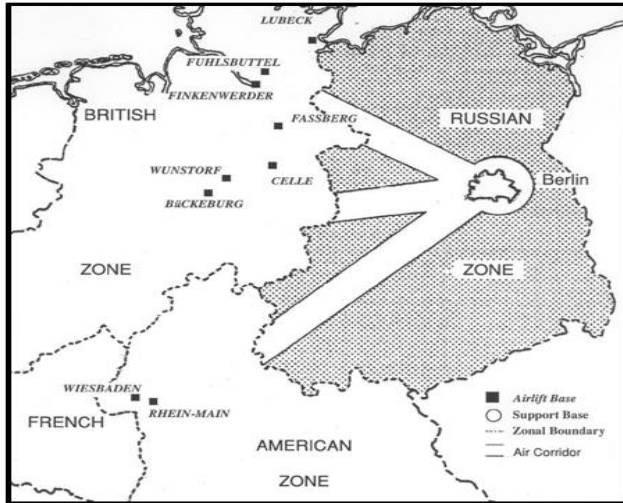 LUBECK
FUHLSBUTTEL
FINKENWERDER
BRITISH
FASSBERG
RUSSIAN
WUNSTORF
CELLE
Berlin
BüCKEBURG
ZONE
ZONE
WIESBADEN
RHEIN-MAIN
FRENCH
AMERICAN
ZONE
Airlift Base
Support Base
Zonal Boundary
Air Corridor